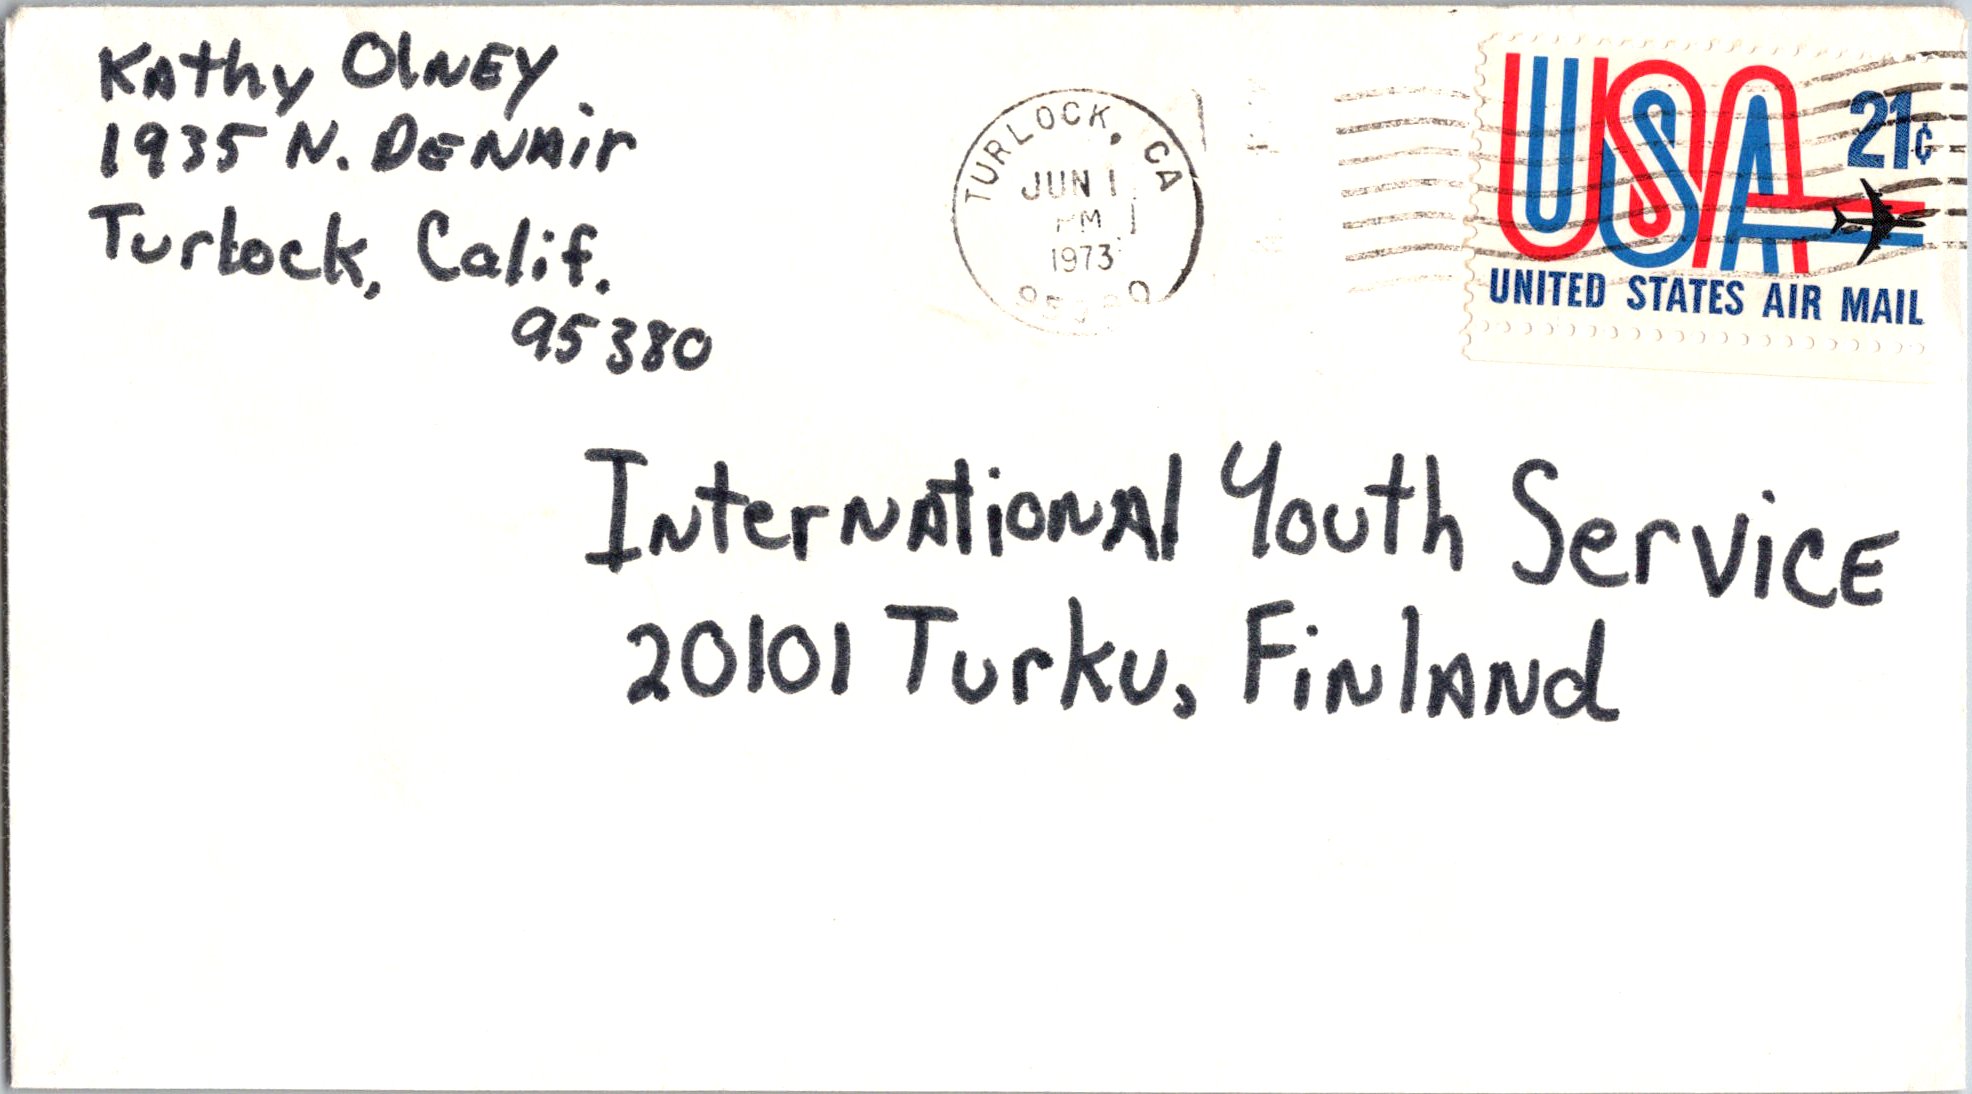 Kathy Olney
1935 N. Denair
Turlock, Calif.
95380
TURLOCK, CA
JUN 1
PM
1973
USA
21¢
UNITED STATES AIR MAIL
International Youth Service
20101 Turku, Finland